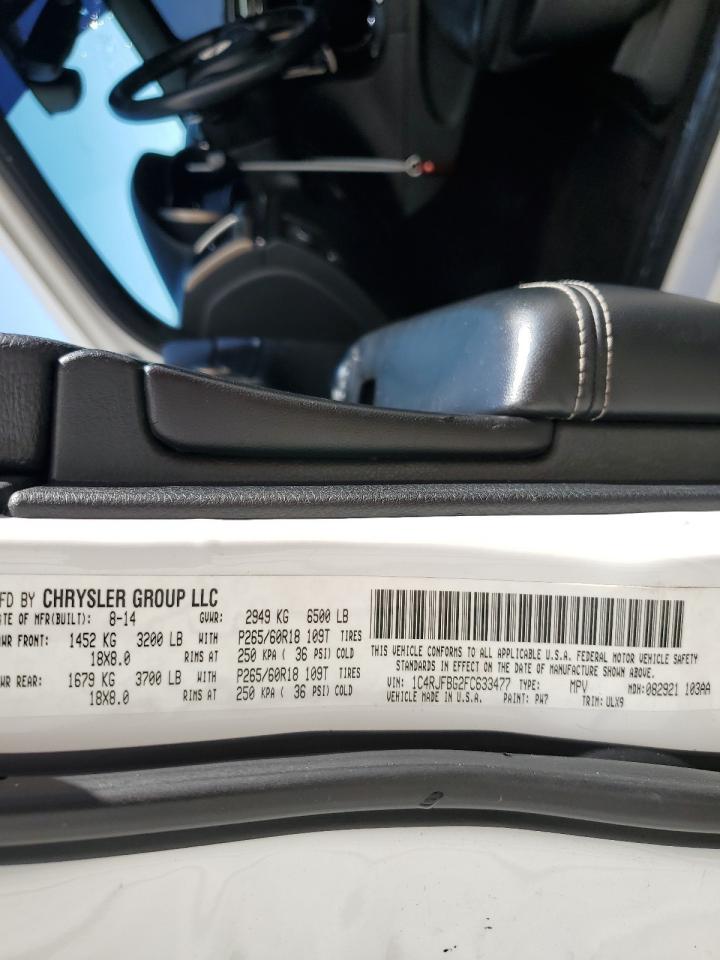 FD BY CHRYSLER GROUP LLC
TE OF MFR(BUILT): 8-14 GVWR: 2949 KG 6500 LB
WR FRONT: 1452 KG 3200 LB WITH P265/60R18 109T TIRES
18X8.0 RIMS AT 250 KPA ( 36 PSI) COLD
WR REAR: 1679 KG 3700 LB WITH P265/60R18 109T TIRES
18X8.0 RIMS AT 250 KPA ( 36 PSI) COLD
THIS VEHICLE CONFORMS TO ALL APPLICABLE U.S.A. FEDERAL MOTOR VEHICLE SAFETY
STANDARDS IN EFFECT ON THE DATE OF MANUFACTURE SHOWN ABOVE.
VIN: 1C4RJFBG2FC633477 TYPE: MPV MDH: 082921 103AA
VEHICLE MADE IN U.S.A. PAINT: PW7 TRIM: ULX9